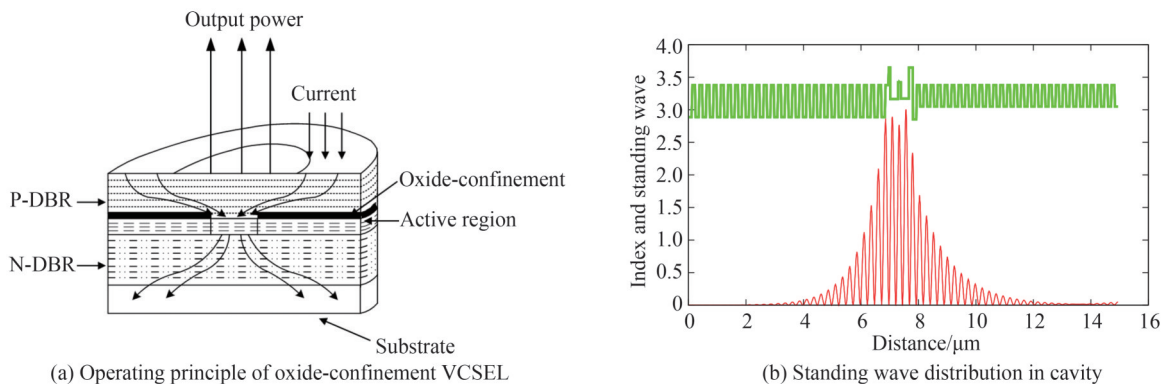 Output power
Current
Oxide-confinement
P-DBR
Active region
N-DBR
Substrate
(a) Operating principle of oxide-confinement VCSEL
Index and standing wave
4.0
3.5
3.0
2.5
2.0
1.5
1.0
0.5
0
0 2 4 6 8 10 12 14 16
Distance/μm
(b) Standing wave distribution in cavity